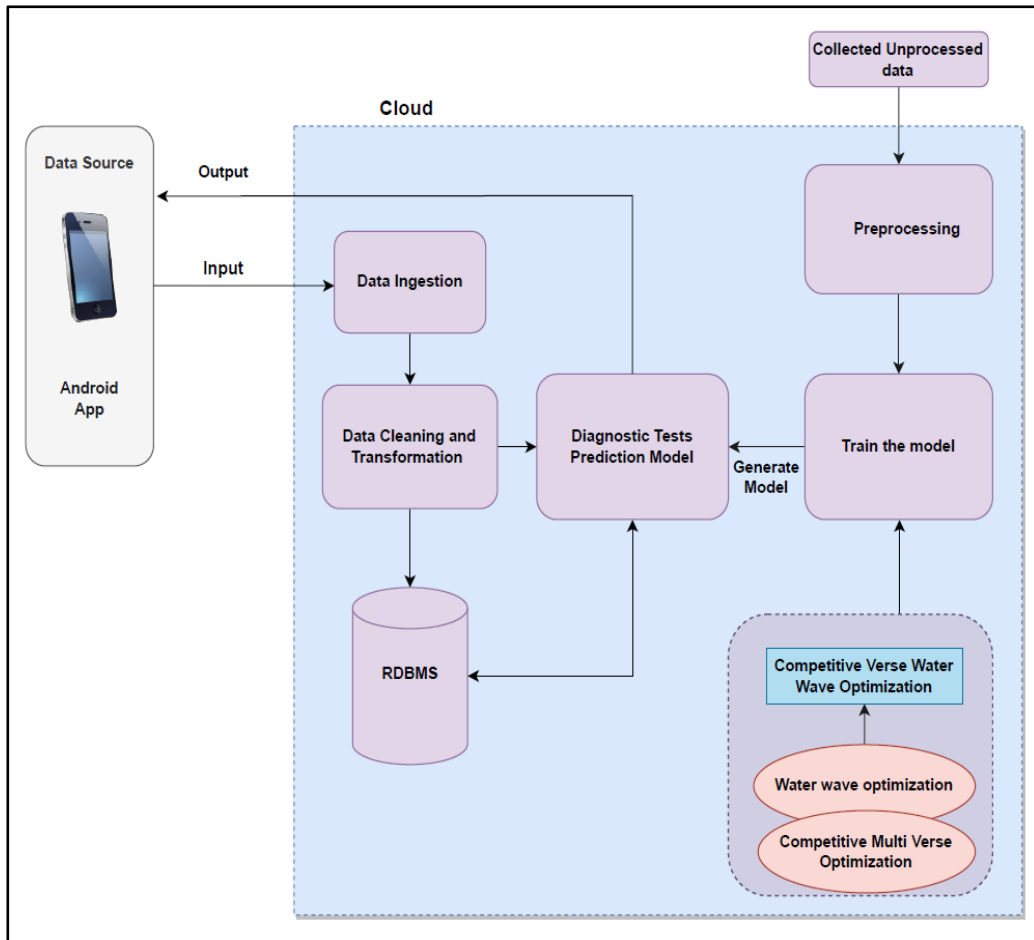 Collected Unprocessed
data
Cloud
Data Source
Output
Preprocessing
Input
Data Ingestion
Android
App
Data Cleaning and
Transformation
Diagnostic Tests
Prediction Model
Generate
Model
Train the model
RDBMS
Competitive Verse Water
Wave Optimization
Water wave optimization
Competitive Multi Verse
Optimization